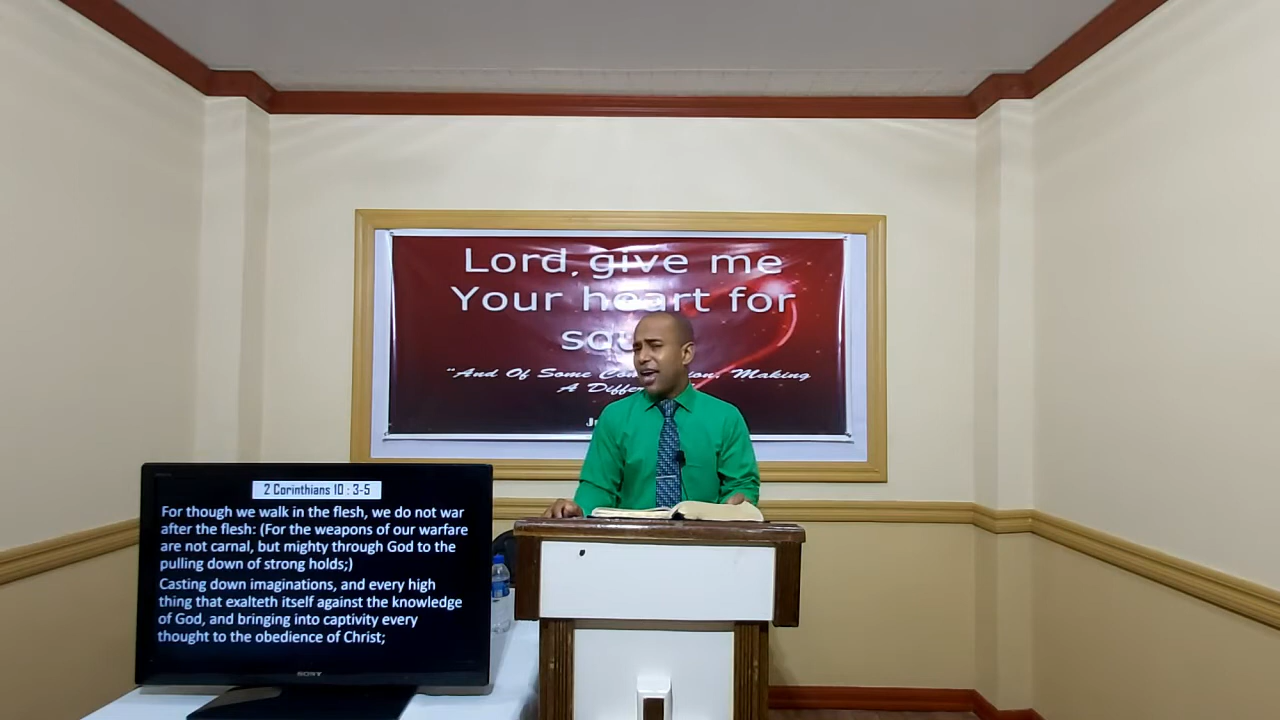 Lord, give me
Your heart for
"And Of Some Making
A
2 Corinthians 10 : 3-5
For though we walk in the flesh, we do not war
after the flesh: (For the weapons of our warfare
are not carnal, but mighty through God to the
pulling down of strong holds;)
Casting down imaginations, and every high
thing that exalteth itself against the knowledge
of God, and bringing into captivity every
thought to the obedience of Christ;
SONY